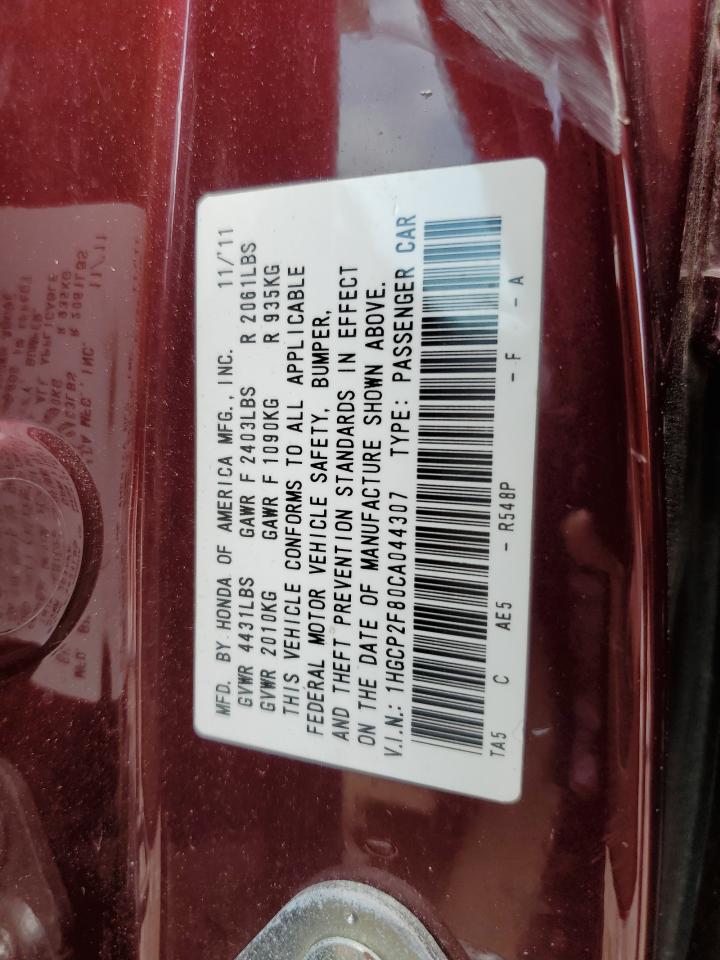 MFD. BY HONDA OF AMERICA MFG., INC. 11/'11
GVWR 4431LBS GAWR F 2403LBS R 2061LBS
GVWR 2010KG GAWR F 1090KG R 935KG
THIS VEHICLE CONFORMS TO ALL APPLICABLE
FEDERAL MOTOR VEHICLE SAFETY, BUMPER,
AND THEFT PREVENTION STANDARDS IN EFFECT
ON THE DATE OF MANUFACTURE SHOWN ABOVE.
V.I.N.: 1HGCP2F80CA044307 TYPE: PASSENGER CAR
TA5 C AE5 - R548P - F - A